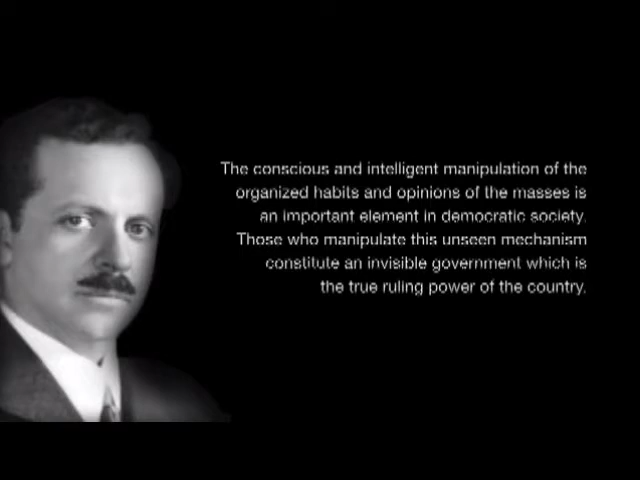 The conscious and intelligent manipulation of the
organized habits and opinions of the masses is
an important element in democratic society.
Those who manipulate this unseen mechanism
constitute an invisible government which is
the true ruling power of the country.